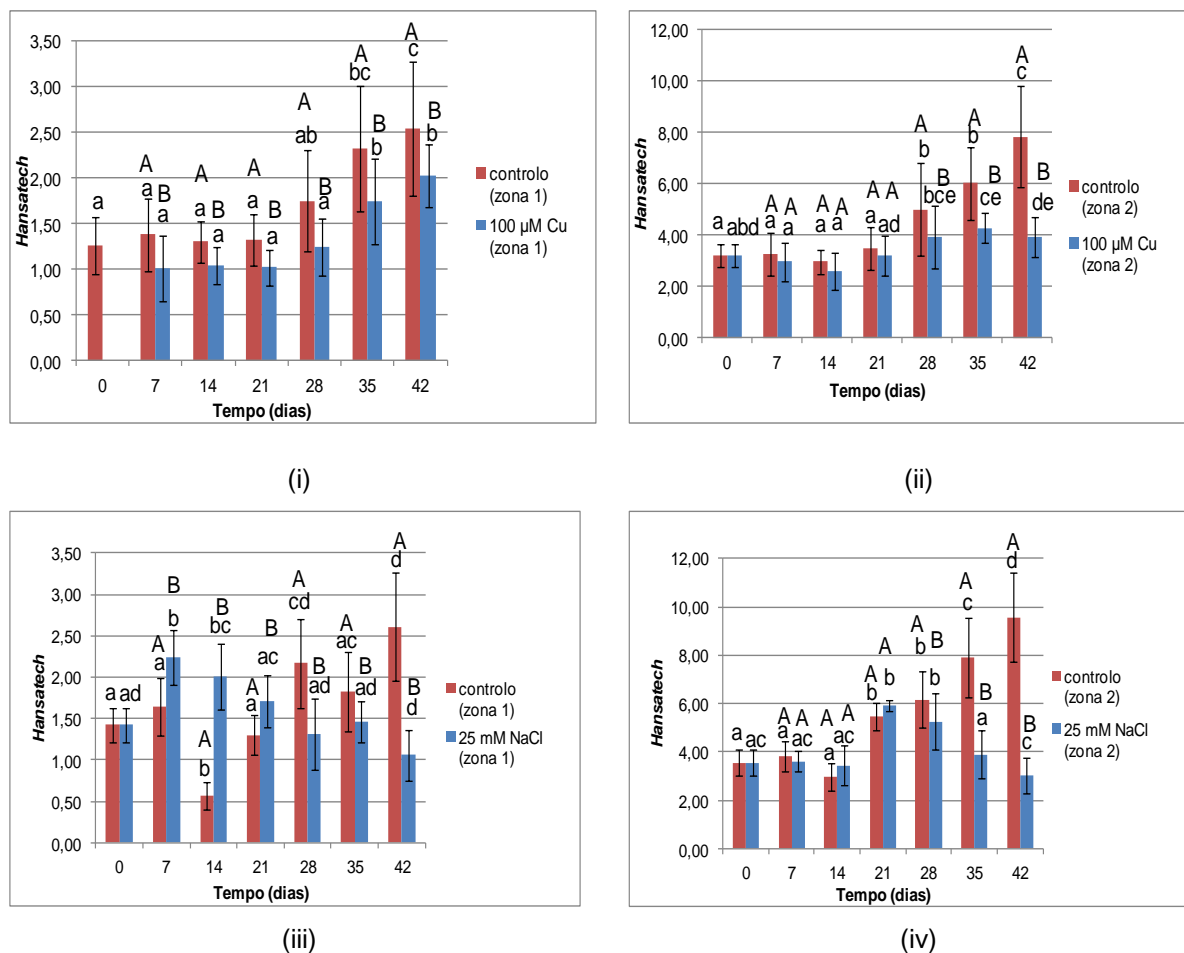 3,50
3,00
2,50
2,00
1,50
1,00
0,50
0,00
Hansatech
a
A
a
B
a
A
a
B
a
A
a
B
a
A
ab
B
a
A
bc
B
b
A
c
B
b
0 7 14 21 28 35 42
Tempo (dias)
controlo
(zona 1)
100 µM Cu
(zona 1)
(i)
12,00
10,00
8,00
6,00
4,00
2,00
0,00
Hansatech
a abd
A A
a a
A A
a a
A A
a ad
A
b
B
bce
A
b
B
ce
A
c
B
de
0 7 14 21 28 35 42
Tempo (dias)
controlo
(zona 2)
100 µM Cu
(zona 2)
(ii)
3,50
3,00
2,50
2,00
1,50
1,00
0,50
0,00
Hansatech
a ad
A
a
B
b
A
b
B
bc
A
a
B
ac
A
cd
B
ad
A
ac
B
ad
A
d
B
d
0 7 14 21 28 35 42
Tempo (dias)
controlo
(zona 1)
25 mM NaCl
(zona 1)
(iii)
12,00
10,00
8,00
6,00
4,00
2,00
0,00
Hansatech
a ac
A A
a ac
A A
a ac
A
b
A
b
A
b
B
b
A
c
B
a
A
d
B
c
0 7 14 21 28 35 42
Tempo (dias)
controlo
(zona 2)
25 mM NaCl
(zona 2)
(iv)